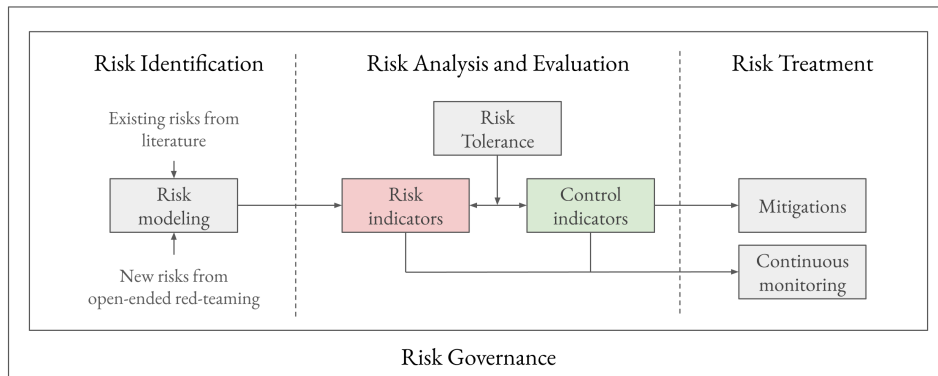 Risk Identification
Risk Analysis and Evaluation
Risk Treatment
Existing risks from
literature
Risk
modeling
New risks from
open-ended red-teaming
Risk
Tolerance
Risk
indicators
Control
indicators
Mitigations
Continuous
monitoring
Risk Governance